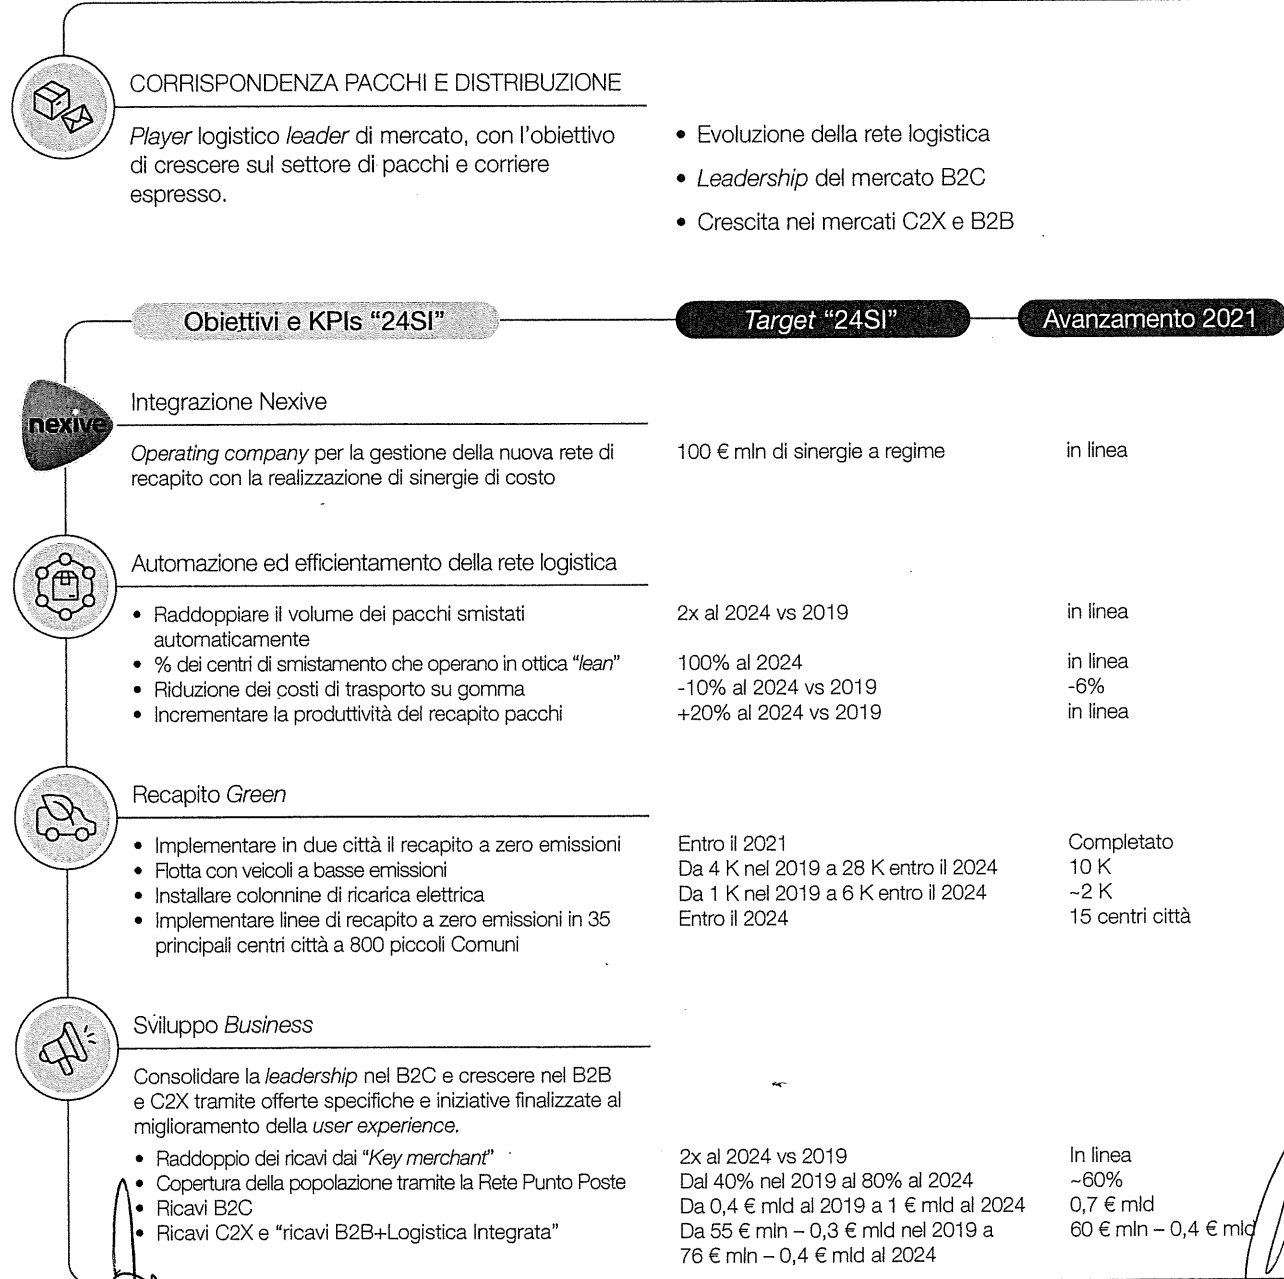 CORRISPONDENZA PACCHI E DISTRIBUZIONE
Player logistico leader di mercato, con l'obiettivo
di crescere sul settore di pacchi e corriere
espresso.
• Evoluzione della rete logistica
• Leadership del mercato B2C
• Crescita nei mercati C2X e B2B
Obiettivi e KPIs “24SI” Target “24SI” Avanzamento 2021
nexive
Integrazione Nexive
Operating company per la gestione della nuova rete di 100 € mln di sinergie a regime in linea
recapito con la realizzazione di sinergie di costo
Automazione ed efficientamento della rete logistica
• Raddoppiare il volume dei pacchi smistati 2x al 2024 vs 2019 in linea
automaticamente
• % dei centri di smistamento che operano in ottica “lean” 100% al 2024 in linea
• Riduzione dei costi di trasporto su gomma -10% al 2024 vs 2019 -6%
• Incrementare la produttività del recapito pacchi +20% al 2024 vs 2019 in linea
Recapito Green
• Implementare in due città il recapito a zero emissioni Entro il 2021 Completato
• Flotta con veicoli a basse emissioni Da 4 K nel 2019 a 28 K entro il 2024 10 K
• Installare colonnine di ricarica elettrica Da 1 K nel 2019 a 6 K entro il 2024 ~2 K
• Implementare linee di recapito a zero emissioni in 35 Entro il 2024 15 centri città
principali centri città a 800 piccoli Comuni
Sviluppo Business
Consolidare la leadership nel B2C e crescere nel B2B
e C2X tramite offerte specifiche e iniziative finalizzate al
miglioramento della user experience.
• Raddoppio dei ricavi dai “Key merchant” 2x al 2024 vs 2019 In linea
• Copertura della popolazione tramite la Rete Punto Poste Dal 40% nel 2019 al 80% al 2024 ~60%
• Ricavi B2C Da 0,4 € mld al 2019 a 1 € mld al 2024 0,7 € mld
• Ricavi C2X e “ricavi B2B+Logistica Integrata” Da 55 € mln – 0,3 € mld nel 2019 a 60 € mln – 0,4 € mld
76 € mln – 0,4 € mld al 2024